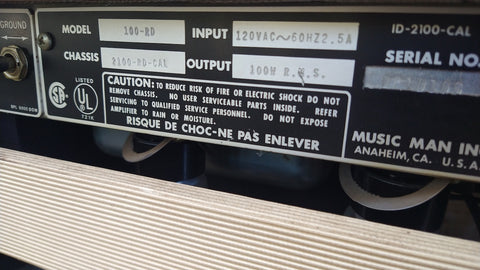 GROUND
MODEL 100-RD INPUT 120VAC~60HZ2.5A ID-2100-CAL
CHASSIS 2100-RD-CAL OUTPUT 100W R.M.S. SERIAL NO.
LISTED
UL
721K
CAUTION: TO REDUCE RISK OF FIRE OR ELECTRIC SHOCK DO NOT
REMOVE CHASSIS. NO USER SERVICEABLE PARTS INSIDE. REFER
SERVICING TO QUALIFIED SERVICE PERSONNEL. DO NOT EXPOSE
AMPLIFIER TO RAIN OR MOISTURE.
RISQUE DE CHOC-NE PAS ENLEVER
MUSIC MAN IN
ANAHEIM, CA. U.S.A